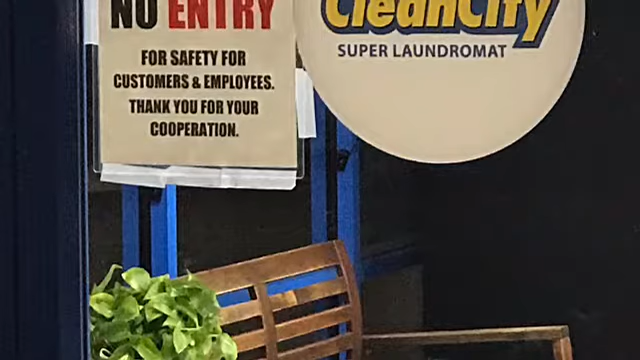 NO ENTRY
FOR SAFETY FOR
CUSTOMERS & EMPLOYEES.
THANK YOU FOR YOUR
COOPERATION.
CleanCity
SUPER LAUNDROMAT